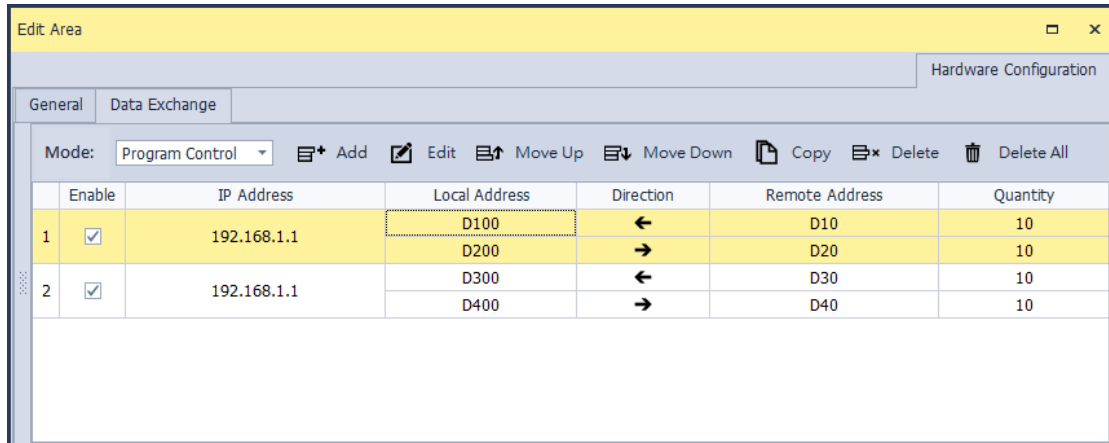 Edit Area
Hardware Configuration
General Data Exchange
Mode: Program Control Add Edit Move Up Move Down Copy Delete Delete All
Enable IP Address Local Address Direction Remote Address Quantity
1 192.168.1.1 D100 ← D10 10
D200 → D20 10
2 192.168.1.1 D300 ← D30 10
D400 → D40 10